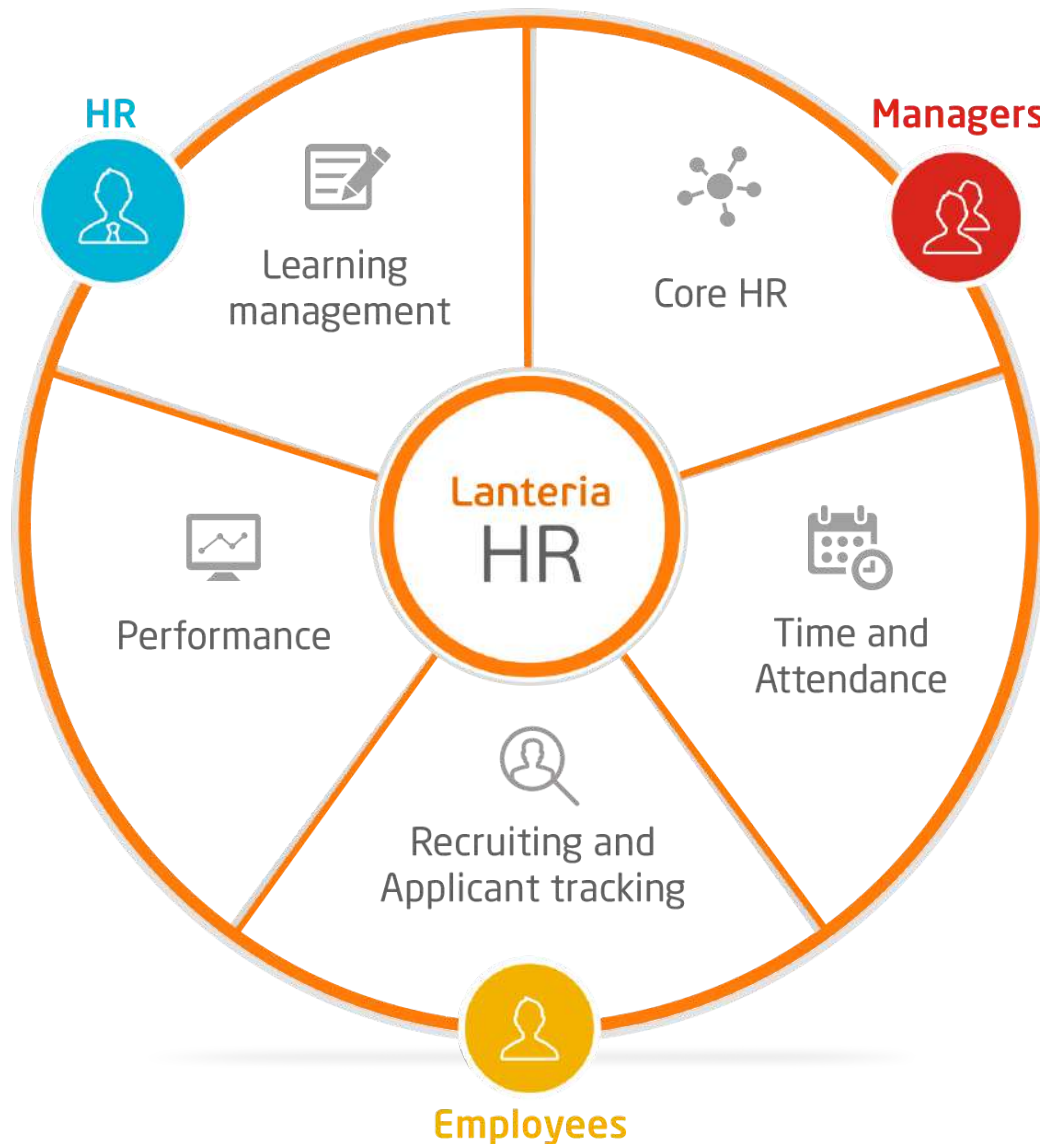 HR
Managers
Learning
management
Core HR
Lanteria
HR
Performance
Time and
Attendance
Recruiting and
Applicant tracking
Employees